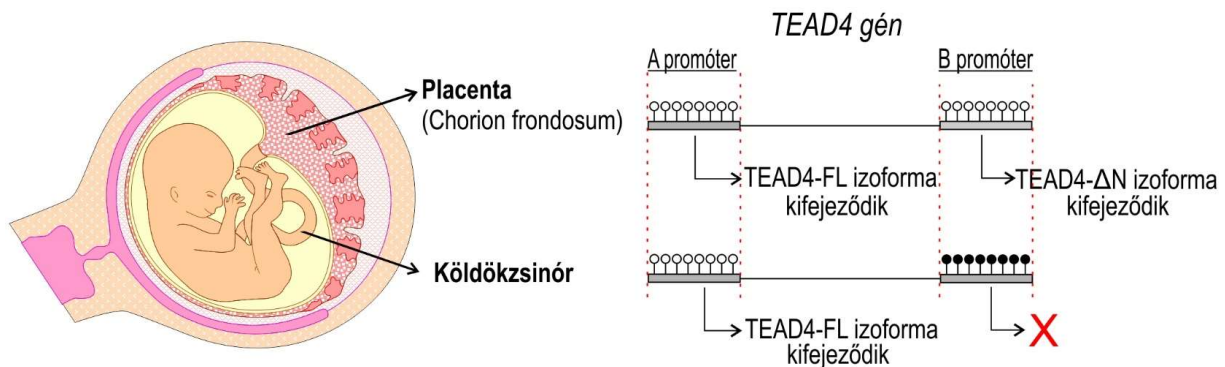 TEAD4 gén
A promóter
B promóter
Placenta
(Chorion frondosum)
TEAD4-FL izoforma
kifejeződik
TEAD4-ΔN izoforma
kifejeződik
Köldökzsinór
TEAD4-FL izoforma
kifejeződik
X